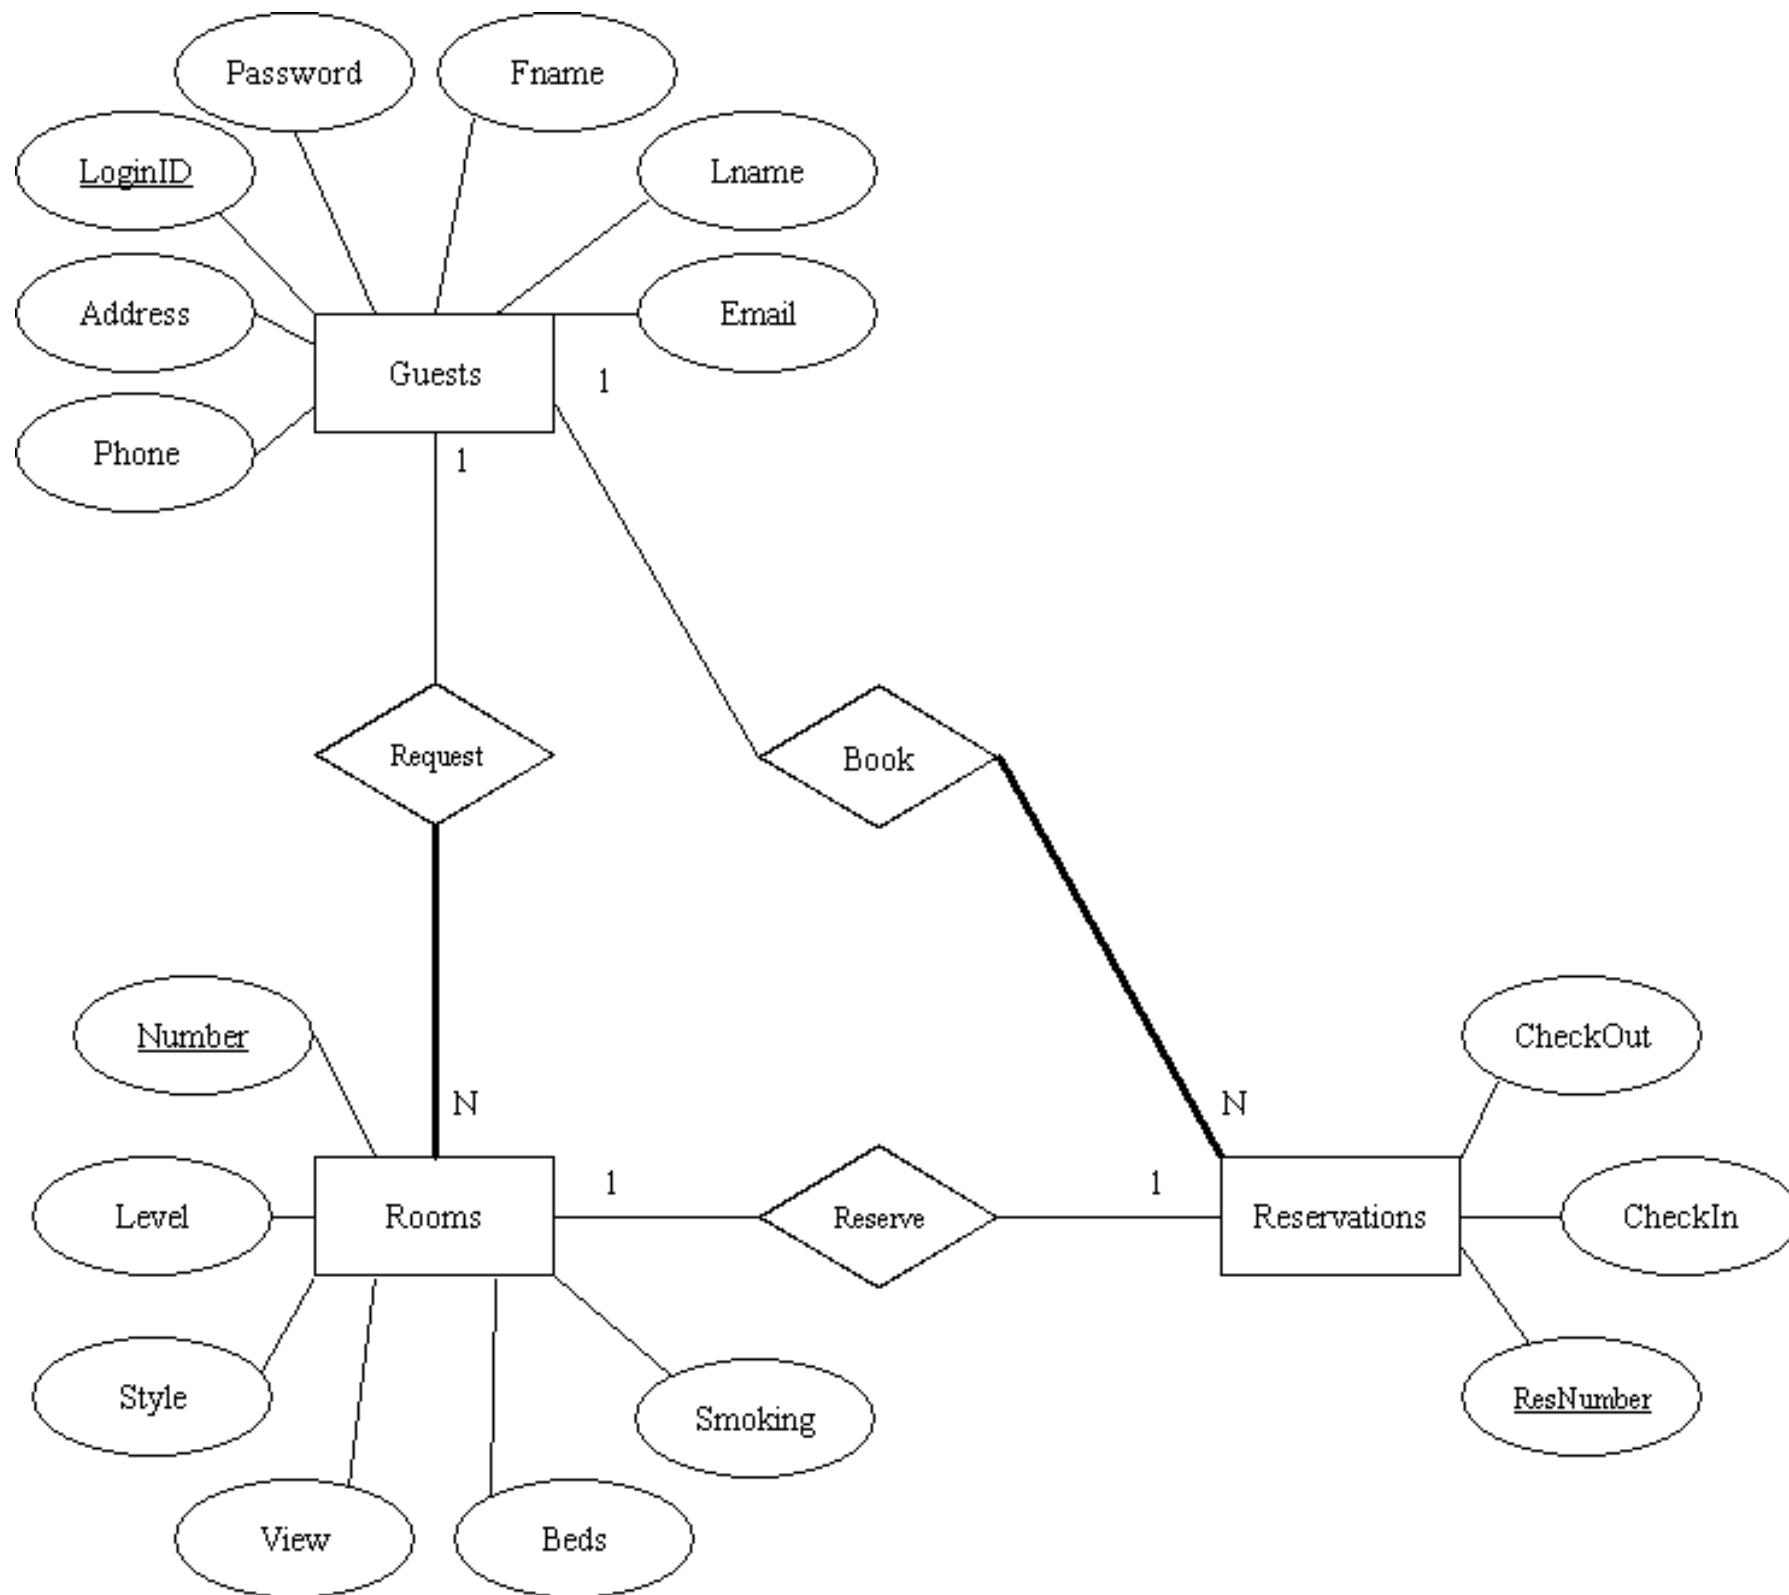 Password
Fname
LoginID
Lname
Address
Email
Guests
1
Phone
1
Request
Book
Number
CheckOut
N
N
1
1
Level
Rooms
Reserve
Reservations
CheckIn
Style
Smoking
ResNumber
View
Beds